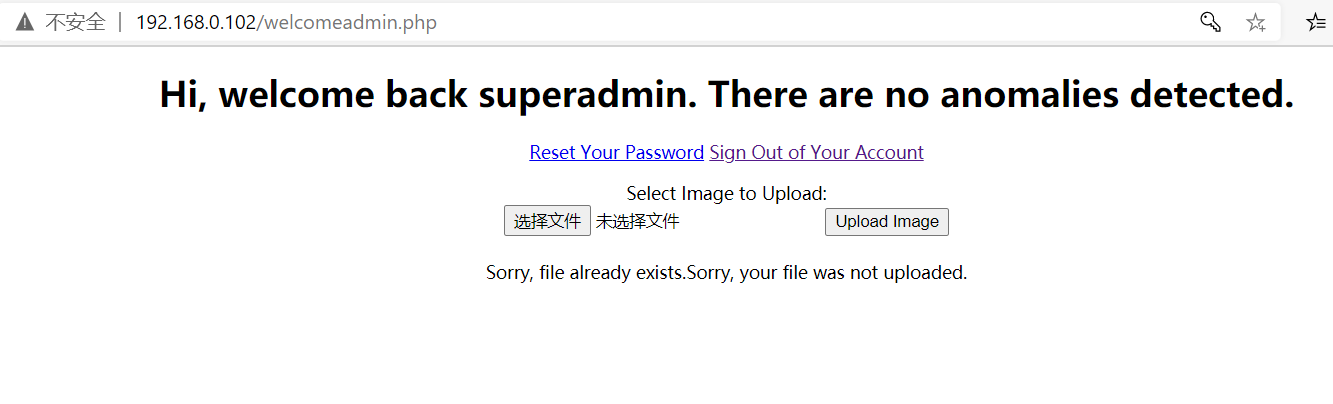 不安全 | 192.168.0.102/welcomeadmin.php
Hi, welcome back superadmin. There are no anomalies detected.
Reset Your Password Sign Out of Your Account
Select Image to Upload:
选择文件 未选择文件 Upload Image
Sorry, file already exists.Sorry, your file was not uploaded.